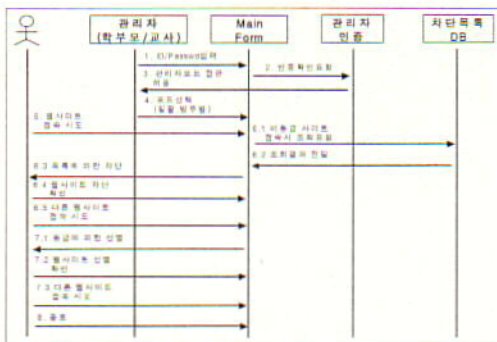 관리자
(학부모/교사)
Main
Form
관리자
인증
차단목록
DB
1. ID/Passwd입력
2. 인증확인요청
3. 관리자모드 접근
허용
4. 모드선택
5. 웹사이트
접속 시도
6.1 비등급 사이트
접속시 조회요청
6.2 조회결과 전달
6.3 목록에 의한 차단
6.4 웹사이트 차단
확인
6.5 다른 웹사이트
접속 시도
7.1 등급에 의한 선별
7.2 웹사이트 선별
확인
7.3 다른 웹사이트
접속 시도
8. 종료